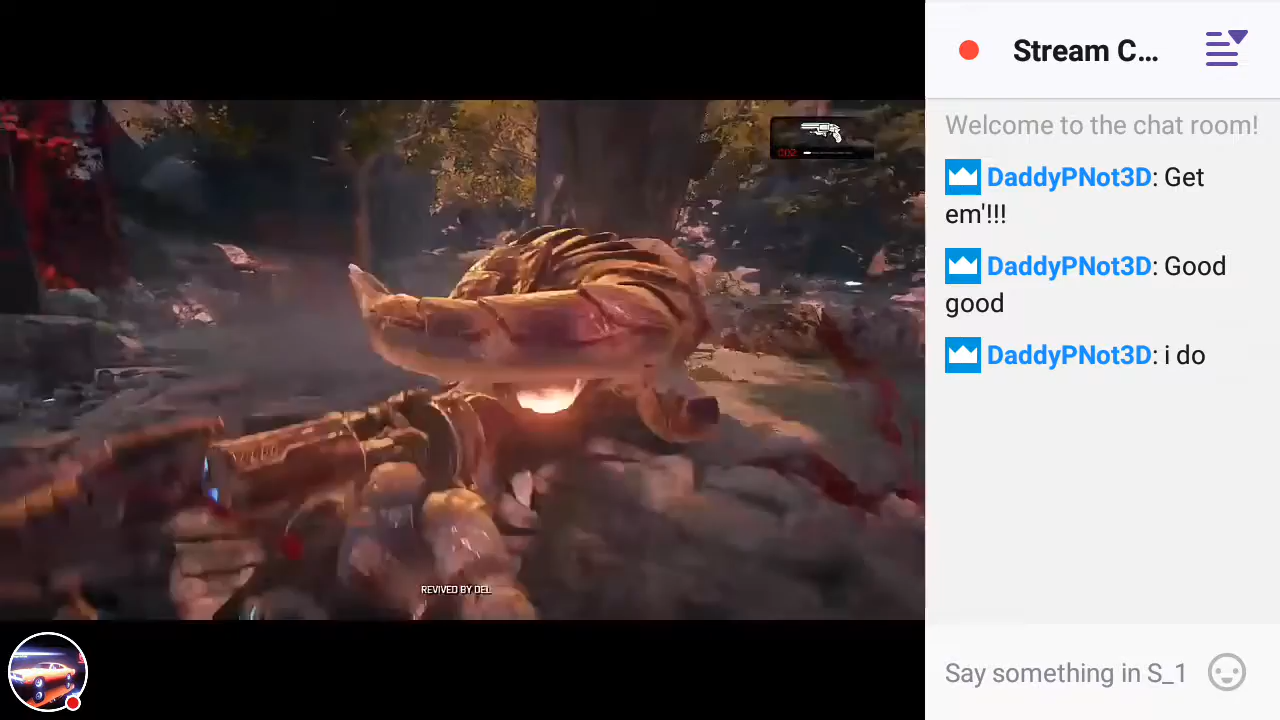 Stream C...
Welcome to the chat room!
DaddyPNot3D: Get
em'!!!
DaddyPNot3D: Good
good
DaddyPNot3D: i do
002
REVIVED BY DEL
Say something in S_1